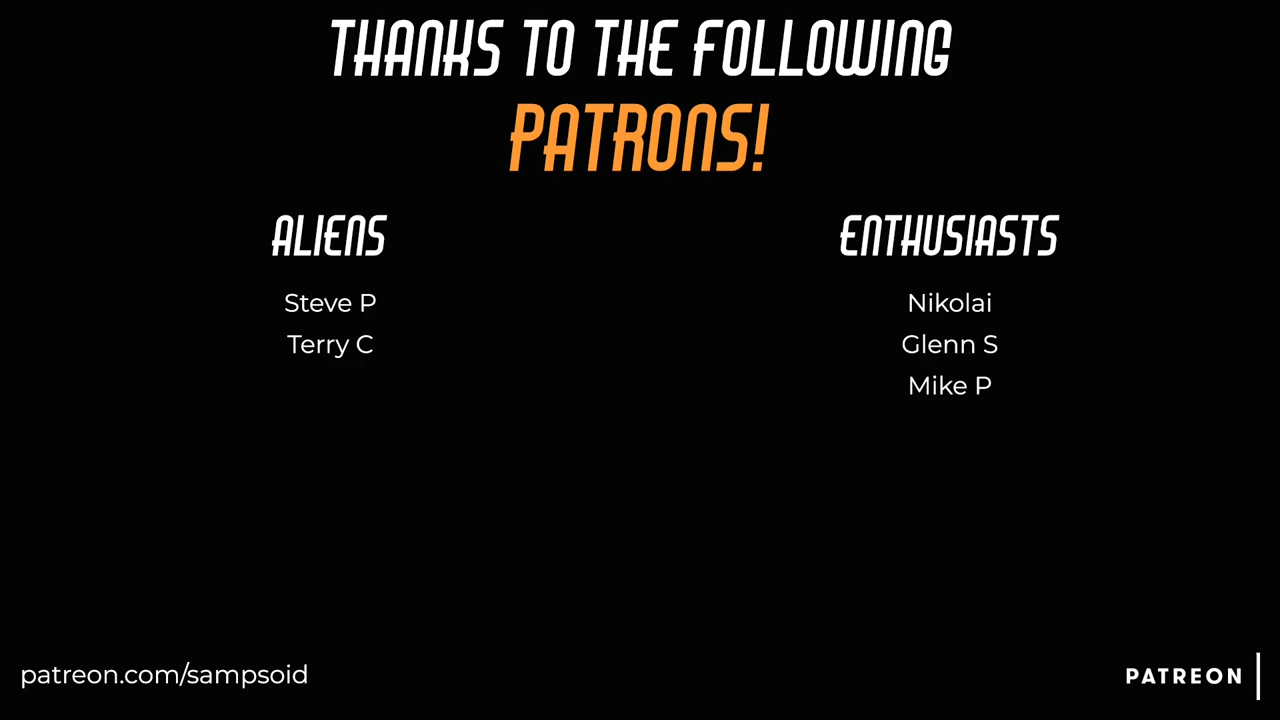 THANKS TO THE FOLLOWING
PATRONS!
ALIENS
Steve P
Terry C
ENTHUSIASTS
Nikolai
Glenn S
Mike P
patreon.com/sampsoid
PATREON